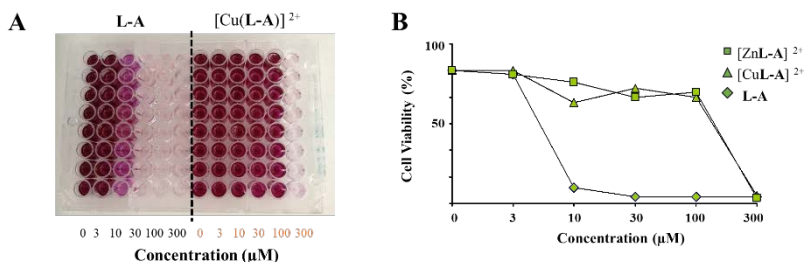 A
L-A
[Cu(L-A)] ²⁺
0 3 10 30 100 300 0 3 10 30 100 300
Concentration (µM)
B
100
50
Cell Viability (%)
0 3 10 30 100 300
Concentration (µM)
[ZnL-A] ²⁺
[CuL-A] ²⁺
L-A